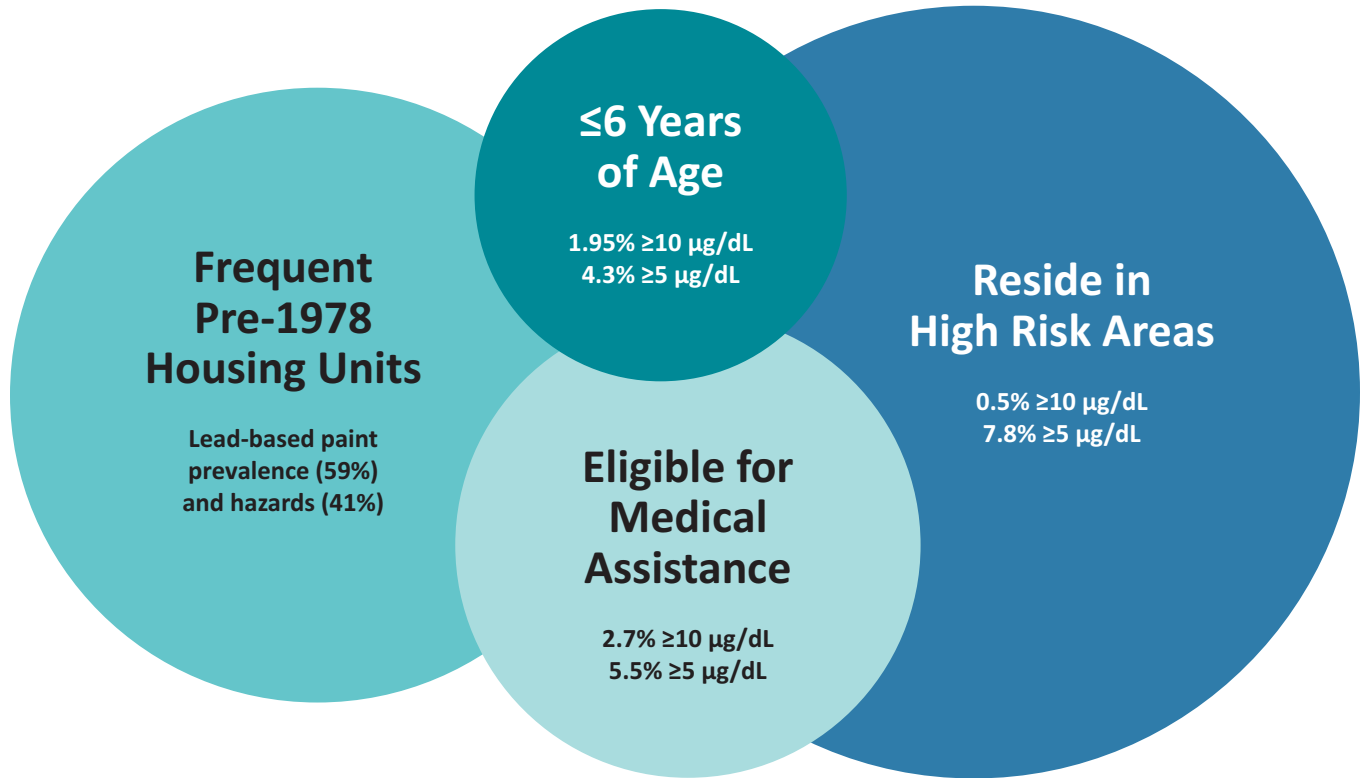 ≤6 Years
of Age
1.95% ≥10 µg/dL
4.3% ≥5 µg/dL
Frequent
Pre-1978
Housing Units
Lead-based paint
prevalence (59%)
and hazards (41%)
Reside in
High Risk Areas
0.5% ≥10 µg/dL
7.8% ≥5 µg/dL
Eligible for
Medical
Assistance
2.7% ≥10 µg/dL
5.5% ≥5 µg/dL